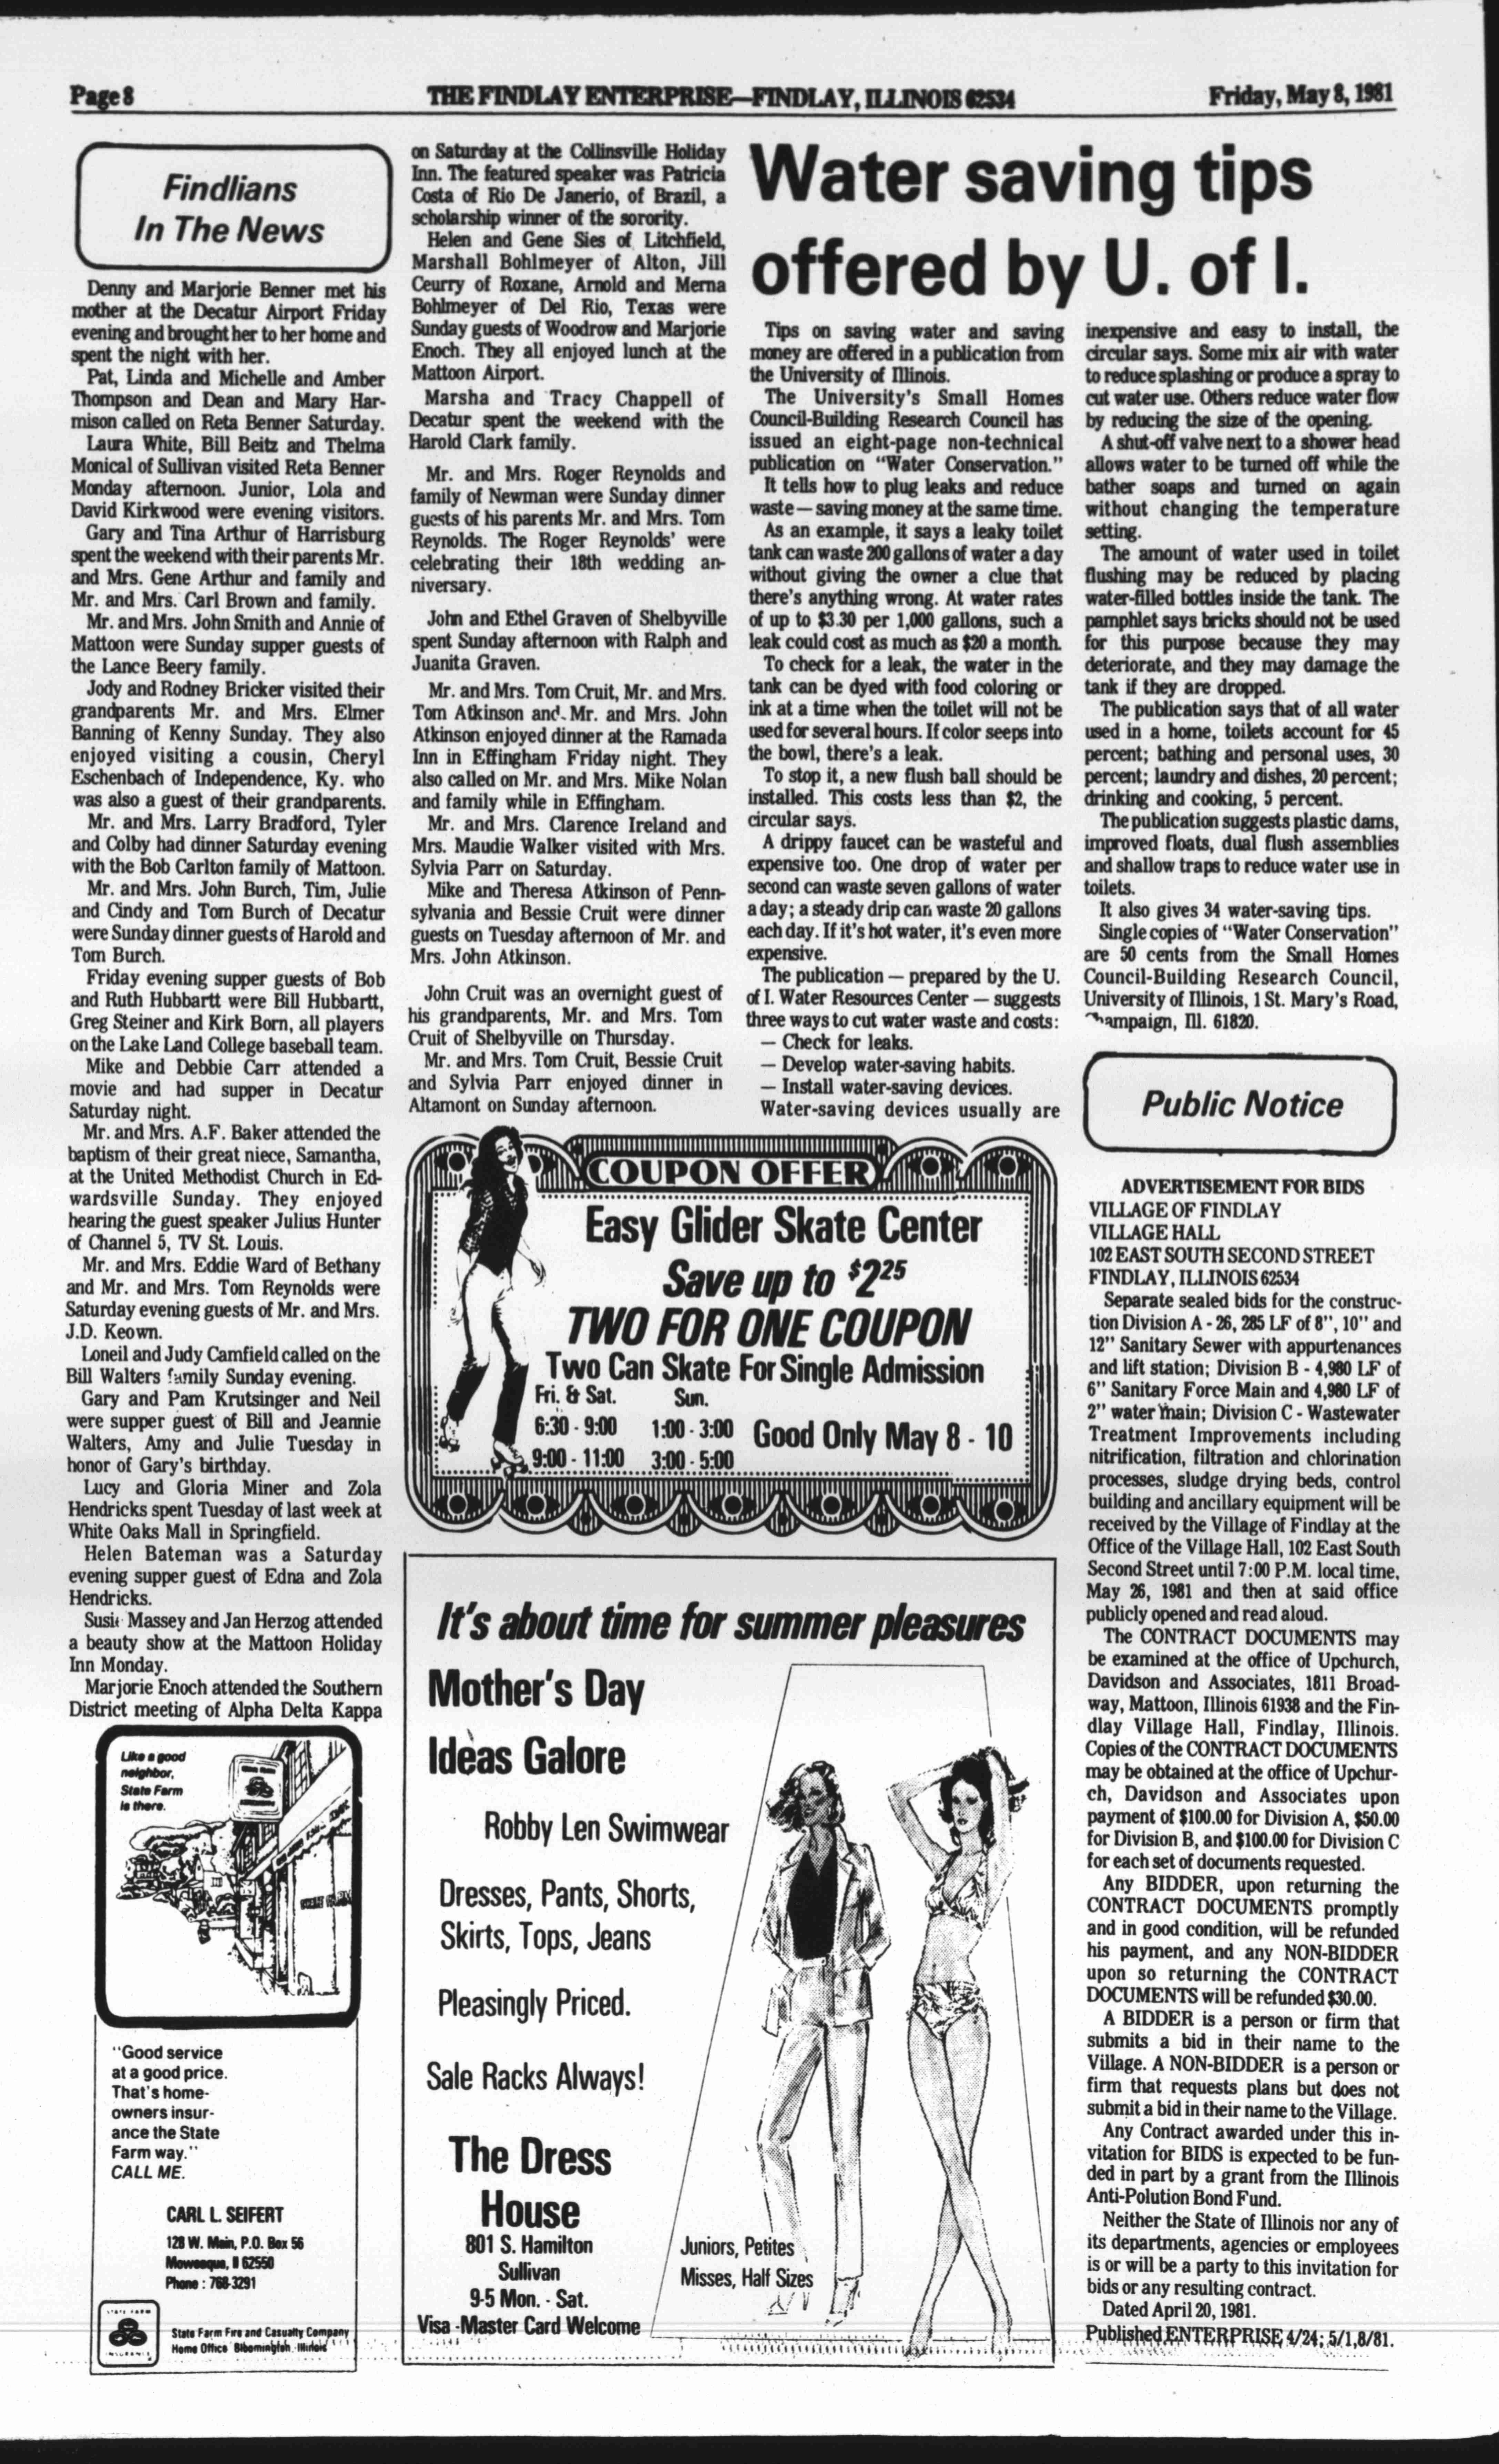 Page 8
THE FINDLAY ENTERPRISE—FINDLAY, ILLINOIS 62534
Friday, May 8, 1981
Findlians
In The News
Denny and Marjorie Benner met his
mother at the Decatur Airport Friday
evening and brought her to her home and
spent the night with her.
Pat, Linda and Michelle and Amber
Thompson and Dean and Mary Har-
mison called on Reta Benner Saturday.
Laura White, Bill Beitz and Thelma
Monical of Sullivan visited Reta Benner
Monday afternoon. Junior, Lola and
David Kirkwood were evening visitors.
Gary and Tina Arthur of Harrisburg
spent the weekend with their parents Mr.
and Mrs. Gene Arthur and family and
Mr. and Mrs. Carl Brown and family.
Mr. and Mrs. John Smith and Annie of
Mattoon were Sunday supper guests of
the Lance Beery family.
Jody and Rodney Bricker visited their
grandparents Mr. and Mrs. Elmer
Banning of Kenny Sunday. They also
enjoyed visiting a cousin, Cheryl
Eschenbach of Independence, Ky. who
was also a guest of their grandparents.
Mr. and Mrs. Larry Bradford, Tyler
and Colby had dinner Saturday evening
with the Bob Carlton family of Mattoon.
Mr. and Mrs. John Burch, Tim, Julie
and Cindy and Tom Burch of Decatur
were Sunday dinner guests of Harold and
Tom Burch.
Friday evening supper guests of Bob
and Ruth Hubbartt were Bill Hubbartt,
Greg Steiner and Kirk Born, all players
on the Lake Land College baseball team.
Mike and Debbie Carr attended a
movie and had supper in Decatur
Saturday night.
Mr. and Mrs. A.F. Baker attended the
baptism of their great niece, Samantha,
at the United Methodist Church in Ed-
wardsville Sunday. They enjoyed
hearing the guest speaker Julius Hunter
of Channel 5, TV St. Louis.
Mr. and Mrs. Eddie Ward of Bethany
and Mr. and Mrs. Tom Reynolds were
Saturday evening guests of Mr. and Mrs.
J.D. Keown.
Loneil and Judy Camfield called on the
Bill Walters family Sunday evening.
Gary and Pam Krutsinger and Neil
were supper guest of Bill and Jeannie
Walters, Amy and Julie Tuesday in
honor of Gary's birthday.
Lucy and Gloria Miner and Zola
Hendricks spent Tuesday of last week at
White Oaks Mall in Springfield.
Helen Bateman was a Saturday
evening supper guest of Edna and Zola
Hendricks.
Susie Massey and Jan Herzog attended
a beauty show at the Mattoon Holiday
Inn Monday.
Marjorie Enoch attended the Southern
District meeting of Alpha Delta Kappa
on Saturday at the Collinsville Holiday
Inn. The featured speaker was Patricia
Costa of Rio De Janerio, of Brazil, a
scholarship winner of the sorority.
Helen and Gene Sies of Litchfield,
Marshall Bohlmeyer of Alton, Jill
Ceurry of Roxane, Arnold and Merna
Bohlmeyer of Del Rio, Texas were
Sunday guests of Woodrow and Marjorie
Enoch. They all enjoyed lunch at the
Mattoon Airport.
Marsha and Tracy Chappell of
Decatur spent the weekend with the
Harold Clark family.
Mr. and Mrs. Roger Reynolds and
family of Newman were Sunday dinner
guests of his parents Mr. and Mrs. Tom
Reynolds. The Roger Reynolds' were
celebrating their 18th wedding an-
niversary.
John and Ethel Graven of Shelbyville
spent Sunday afternoon with Ralph and
Juanita Graven.
Mr. and Mrs. Tom Cruit, Mr. and Mrs.
Tom Atkinson and Mr. and Mrs. John
Atkinson enjoyed dinner at the Ramada
Inn in Effingham Friday night. They
also called on Mr. and Mrs. Mike Nolan
and family while in Effingham.
Mr. and Mrs. Clarence Ireland and
Mrs. Maudie Walker visited with Mrs.
Sylvia Parr on Saturday.
Mike and Theresa Atkinson of Penn-
sylvania and Bessie Cruit were dinner
guests on Tuesday afternoon of Mr. and
Mrs. John Atkinson.
John Cruit was an overnight guest of
his grandparents, Mr. and Mrs. Tom
Cruit of Shelbyville on Thursday.
Mr. and Mrs. Tom Cruit, Bessie Cruit
and Sylvia Parr enjoyed dinner in
Altamont on Sunday afternoon.
Water saving tips
offered by U. of I.
Tips on saving water and saving
money are offered in a publication from
the University of Illinois.
The University's Small Homes
Council-Building Research Council has
issued an eight-page non-technical
publication on "Water Conservation."
It tells how to plug leaks and reduce
waste — saving money at the same time.
As an example, it says a leaky toilet
tank can waste 200 gallons of water a day
without giving the owner a clue that
there's anything wrong. At water rates
of up to $3.30 per 1,000 gallons, such a
leak could cost as much as $20 a month.
To check for a leak, the water in the
tank can be dyed with food coloring or
ink at a time when the toilet will not be
used for several hours. If color seeps into
the bowl, there's a leak.
To stop it, a new flush ball should be
installed. This costs less than $2, the
circular says.
A drippy faucet can be wasteful and
expensive too. One drop of water per
second can waste seven gallons of water
a day; a steady drip can waste 20 gallons
each day. If it's hot water, it's even more
expensive.
The publication — prepared by the U.
of I. Water Resources Center — suggests
three ways to cut water waste and costs:
— Check for leaks.
— Develop water-saving habits.
— Install water-saving devices.
Water-saving devices usually are
inexpensive and easy to install, the
circular says. Some mix air with water
to reduce splashing or produce a spray to
cut water use. Others reduce water flow
by reducing the size of the opening.
A shut-off valve next to a shower head
allows water to be turned off while the
bather soaps and turned on again
without changing the temperature
setting.
The amount of water used in toilet
flushing may be reduced by placing
water-filled bottles inside the tank. The
pamphlet says bricks should not be used
for this purpose because they may
deteriorate, and they may damage the
tank if they are dropped.
The publication says that of all water
used in a home, toilets account for 45
percent; bathing and personal uses, 30
percent; laundry and dishes, 20 percent;
drinking and cooking, 5 percent.
The publication suggests plastic dams,
improved floats, dual flush assemblies
and shallow traps to reduce water use in
toilets.
It also gives 34 water-saving tips.
Single copies of "Water Conservation"
are 50 cents from the Small Homes
Council-Building Research Council,
University of Illinois, 1 St. Mary's Road,
Champaign, Ill. 61820.
COUPON OFFER
Easy Glider Skate Center
Save up to $225
TWO FOR ONE COUPON
Two Can Skate For Single Admission
Fri. & Sat. Sun.
6:30 - 9:00 1:00 - 3:00 Good Only May 8 - 10
9:00 - 11:00 3:00 - 5:00
Public Notice
ADVERTISEMENT FOR BIDS
VILLAGE OF FINDLAY
VILLAGE HALL
102 EAST SOUTH SECOND STREET
FINDLAY, ILLINOIS 62534
Separate sealed bids for the construc-
tion Division A - 26, 285 LF of 8", 10" and
12" Sanitary Sewer with appurtenances
and lift station; Division B - 4,980 LF of
6" Sanitary Force Main and 4,980 LF of
2" water main; Division C - Wastewater
Treatment Improvements including
nitrification, filtration and chlorination
processes, sludge drying beds, control
building and ancillary equipment will be
received by the Village of Findlay at the
Office of the Village Hall, 102 East South
Second Street until 7:00 P.M. local time,
May 26, 1981 and then at said office
publicly opened and read aloud.
The CONTRACT DOCUMENTS may
be examined at the office of Upchurch,
Davidson and Associates, 1811 Broad-
way, Mattoon, Illinois 61938 and the Fin-
dlay Village Hall, Findlay, Illinois.
Copies of the CONTRACT DOCUMENTS
may be obtained at the office of Upchur-
ch, Davidson and Associates upon
payment of $100.00 for Division A, $50.00
for Division B, and $100.00 for Division C
for each set of documents requested.
Any BIDDER, upon returning the
CONTRACT DOCUMENTS promptly
and in good condition, will be refunded
his payment, and any NON-BIDDER
upon so returning the CONTRACT
DOCUMENTS will be refunded $30.00.
A BIDDER is a person or firm that
submits a bid in their name to the
Village. A NON-BIDDER is a person or
firm that requests plans but does not
submit a bid in their name to the Village.
Any Contract awarded under this in-
vitation for BIDS is expected to be fun-
ded in part by a grant from the Illinois
Anti-Polution Bond Fund.
Neither the State of Illinois nor any of
its departments, agencies or employees
is or will be a party to this invitation for
bids or any resulting contract.
Dated April 20, 1981.
Published ENTERPRISE 4/24; 5/1,8/81.
Like a good
neighbor,
State Farm
is there.
"Good service
at a good price.
That's home-
owners insur-
ance the State
Farm way."
CALL ME.
CARL L. SEIFERT
128 W. Main, P.O. Box 56
Moweaqua, Il 62550
Phone : 768-3291
STATE FARM
INSURANCE
State Farm Fire and Casualty Company
Home Office Bloomington, Illinois
It's about time for summer pleasures
Mother's Day
Ideas Galore
Robby Len Swimwear
Dresses, Pants, Shorts,
Skirts, Tops, Jeans
Pleasingly Priced.
Sale Racks Always!
The Dress
House
801 S. Hamilton
Sullivan
9-5 Mon. - Sat.
Visa - Master Card Welcome
Juniors, Petites
Misses, Half Sizes